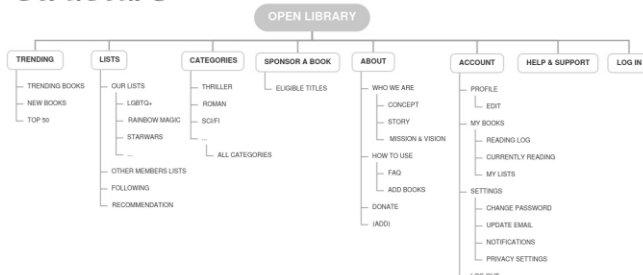 OPEN LIBRARY
TRENDING
TRENDING BOOKS
NEW BOOKS
TOP 50
LISTS
OUR LISTS
LGBTQ+
RAINBOW MAGIC
STARWARS
...
OTHER MEMBERS LISTS
FOLLOWING
RECOMMENDATION
CATEGORIES
THRILLER
ROMAN
SCI/FI
...
ALL CATEGORIES
SPONSOR A BOOK
ELIGIBLE TITLES
ABOUT
WHO WE ARE
CONCEPT
STORY
MISSION & VISION
HOW TO USE
FAQ
ADD BOOKS
DONATE
(ADD)
ACCOUNT
PROFILE
EDIT
MY BOOKS
READING LOG
CURRENTLY READING
MY LISTS
SETTINGS
CHANGE PASSWORD
UPDATE EMAIL
NOTIFICATIONS
PRIVACY SETTINGS
HELP & SUPPORT
LOG IN